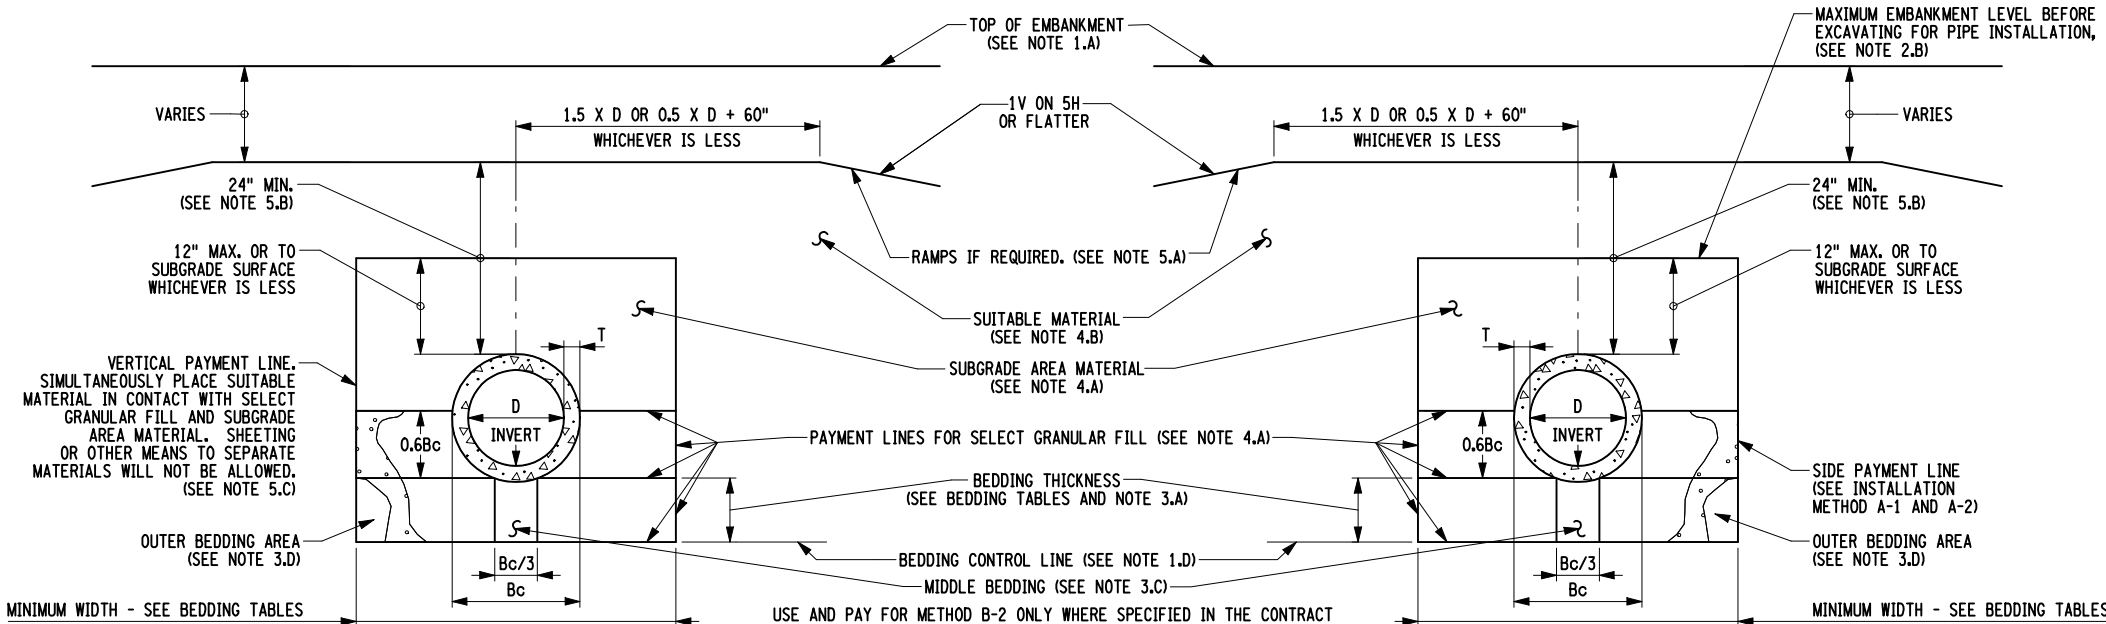 TOP OF EMBANKMENT
(SEE NOTE 1.A)
MAXIMUM EMBANKMENT LEVEL BEFORE
EXCAVATING FOR PIPE INSTALLATION,
(SEE NOTE 2.B)
VARIES
1.5 X D OR 0.5 X D + 60"
WHICHEVER IS LESS
1V ON 5H
OR FLATTER
1.5 X D OR 0.5 X D + 60"
WHICHEVER IS LESS
VARIES
24" MIN.
(SEE NOTE 5.B)
24" MIN.
(SEE NOTE 5.B)
12" MAX. OR TO
SUBGRADE SURFACE
WHICHEVER IS LESS
RAMPS IF REQUIRED. (SEE NOTE 5.A)
12" MAX. OR TO
SUBGRADE SURFACE
WHICHEVER IS LESS
SUITABLE MATERIAL
(SEE NOTE 4.B)
T
T
VERTICAL PAYMENT LINE.
SIMULTANEOUSLY PLACE SUITABLE
MATERIAL IN CONTACT WITH SELECT
GRANULAR FILL AND SUBGRADE
AREA MATERIAL. SHEETING
OR OTHER MEANS TO SEPARATE
MATERIALS WILL NOT BE ALLOWED.
(SEE NOTE 5.C)
SUBGRADE AREA MATERIAL
(SEE NOTE 4.A)
D
INVERT
0.6Bc
PAYMENT LINES FOR SELECT GRANULAR FILL (SEE NOTE 4.A)
D
INVERT
0.6Bc
BEDDING THICKNESS
(SEE BEDDING TABLES AND NOTE 3.A)
SIDE PAYMENT LINE
(SEE INSTALLATION
METHOD A-1 AND A-2)
OUTER BEDDING AREA
(SEE NOTE 3.D)
OUTER BEDDING AREA
(SEE NOTE 3.D)
BEDDING CONTROL LINE (SEE NOTE 1.D)
Bc/3
Bc
MIDDLE BEDDING (SEE NOTE 3.C)
Bc/3
Bc
MINIMUM WIDTH - SEE BEDDING TABLES
USE AND PAY FOR METHOD B-2 ONLY WHERE SPECIFIED IN THE CONTRACT
MINIMUM WIDTH - SEE BEDDING TABLES